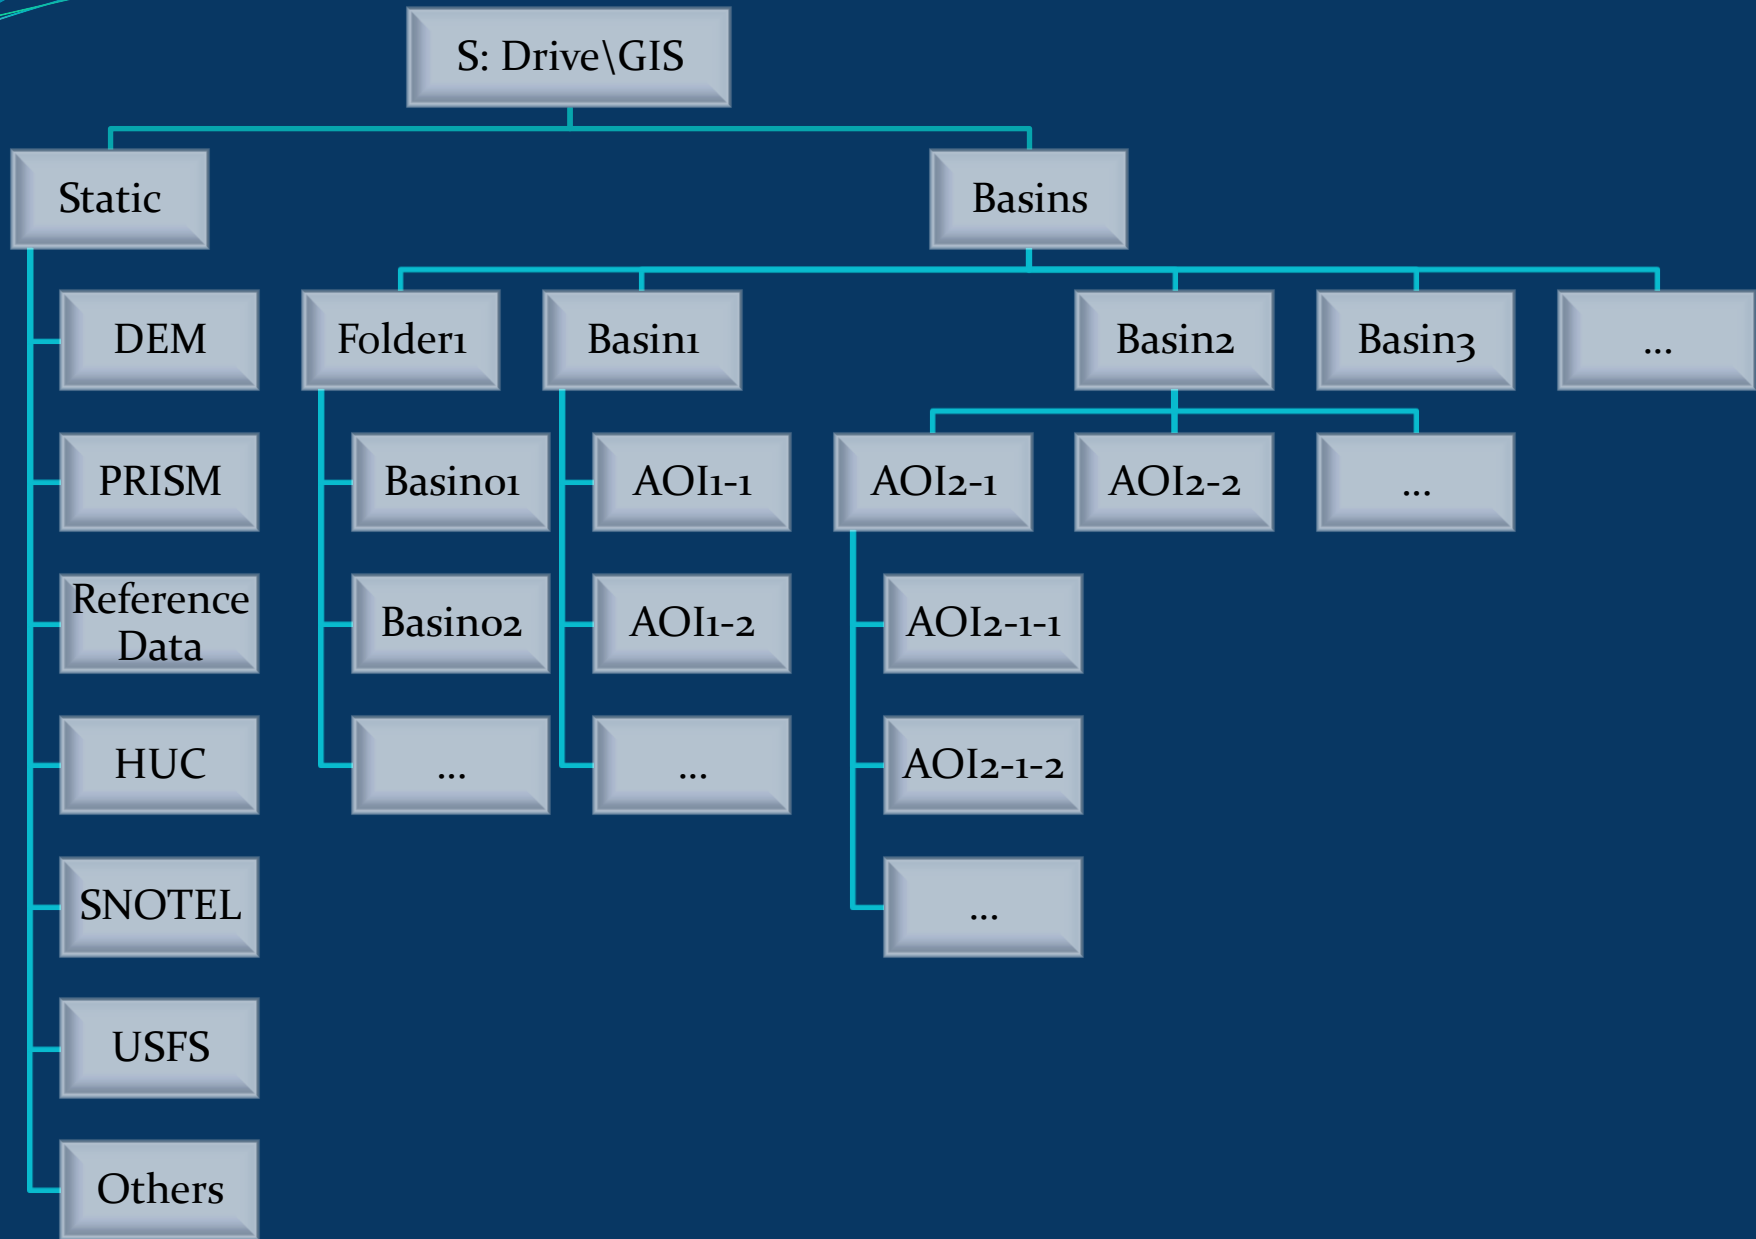 S: Drive\GIS
Static
Basins
DEM
Folder1
Basin1
Basin2
Basin3
...
PRISM
Basin01
AOI1-1
AOI2-1
AOI2-2
...
Reference
Data
Basin02
AOI1-2
AOI2-1-1
HUC
...
...
AOI2-1-2
SNOTEL
...
USFS
Others